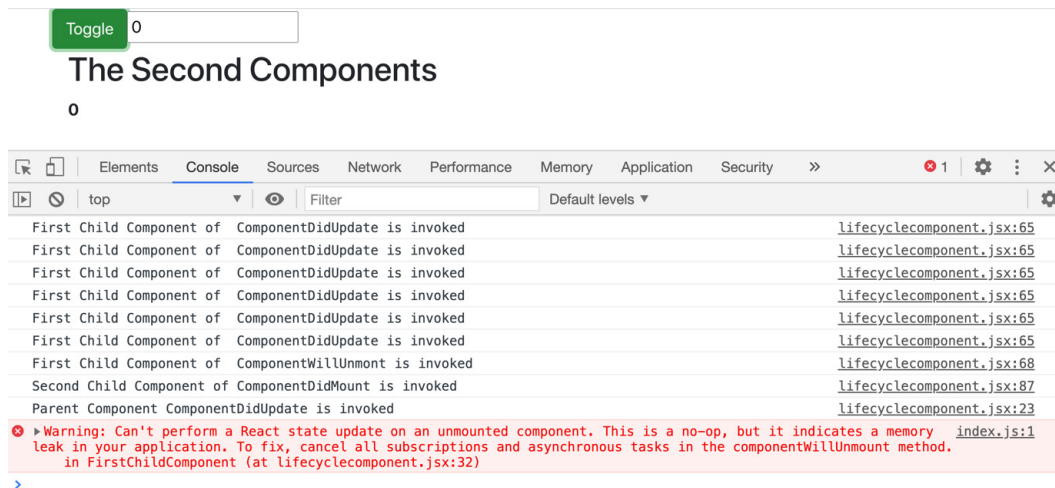 Toggle 0
The Second Components
0
Elements Console Sources Network Performance Memory Application Security » 1
top ▼ Filter Default levels ▼
First Child Component of  ComponentDidUpdate is invoked lifecyclecomponent.jsx:65
First Child Component of  ComponentDidUpdate is invoked lifecyclecomponent.jsx:65
First Child Component of  ComponentDidUpdate is invoked lifecyclecomponent.jsx:65
First Child Component of  ComponentDidUpdate is invoked lifecyclecomponent.jsx:65
First Child Component of  ComponentDidUpdate is invoked lifecyclecomponent.jsx:65
First Child Component of  ComponentDidUpdate is invoked lifecyclecomponent.jsx:65
First Child Component of  ComponentWillUnmont is invoked lifecyclecomponent.jsx:68
Second Child Component of ComponentDidMount is invoked lifecyclecomponent.jsx:87
Parent Component ComponentDidUpdate is invoked lifecyclecomponent.jsx:23
Warning: Can't perform a React state update on an unmounted component. This is a no-op, but it indicates a memory index.js:1
leak in your application. To fix, cancel all subscriptions and asynchronous tasks in the componentWillUnmount method.
in FirstChildComponent (at lifecyclecomponent.jsx:32)